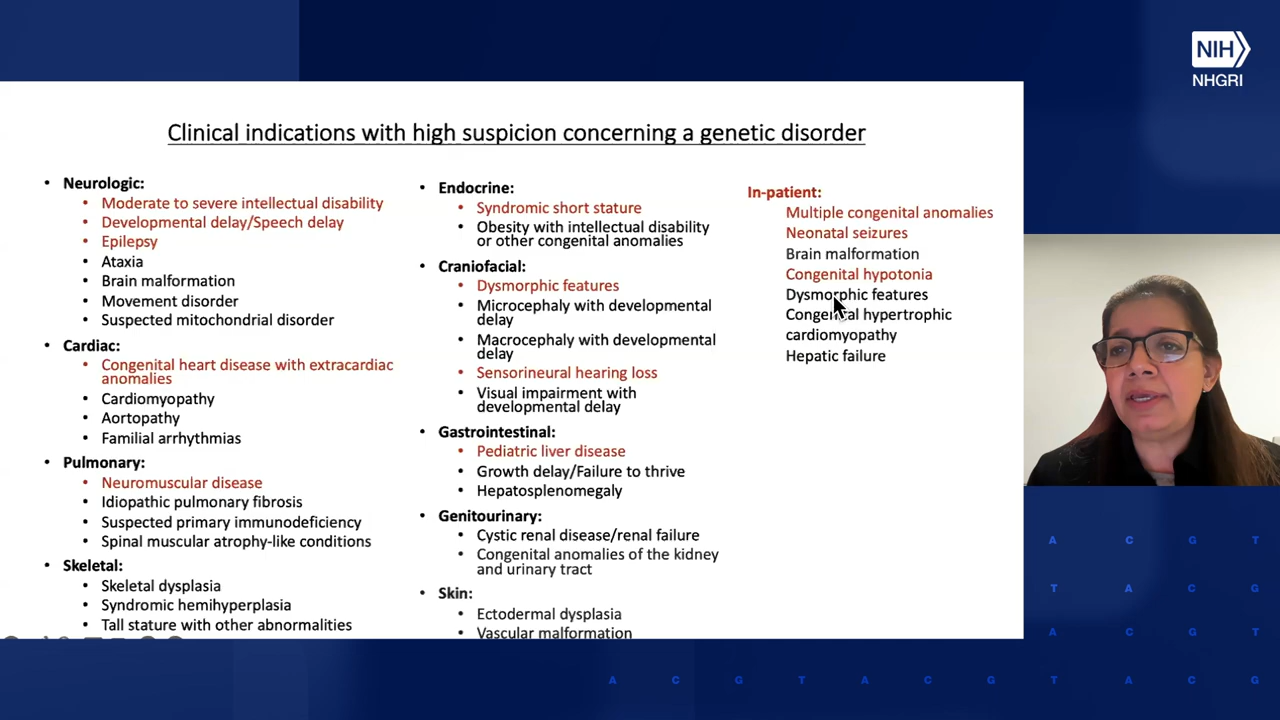 NIH
NHGRI
Clinical indications with high suspicion concerning a genetic disorder
• Neurologic:
• Moderate to severe intellectual disability
• Developmental delay/Speech delay
• Epilepsy
• Ataxia
• Brain malformation
• Movement disorder
• Suspected mitochondrial disorder
• Cardiac:
• Congenital heart disease with extracardiac
anomalies
• Cardiomyopathy
• Aortopathy
• Familial arrhythmias
• Pulmonary:
• Neuromuscular disease
• Idiopathic pulmonary fibrosis
• Suspected primary immunodeficiency
• Spinal muscular atrophy-like conditions
• Skeletal:
• Skeletal dysplasia
• Syndromic hemihyperplasia
• Tall stature with other abnormalities
• Endocrine:
• Syndromic short stature
• Obesity with intellectual disability
or other congenital anomalies
• Craniofacial:
• Dysmorphic features
• Microcephaly with developmental
delay
• Macrocephaly with developmental
delay
• Sensorineural hearing loss
• Visual impairment with
developmental delay
• Gastrointestinal:
• Pediatric liver disease
• Growth delay/Failure to thrive
• Hepatosplenomegaly
• Genitourinary:
• Cystic renal disease/renal failure
• Congenital anomalies of the kidney
and urinary tract
• Skin:
• Ectodermal dysplasia
• Vascular malformation
In-patient:
Multiple congenital anomalies
Neonatal seizures
Brain malformation
Congenital hypotonia
Dysmorphic features
Congenital hypertrophic
cardiomyopathy
Hepatic failure
A C G T
T A C G
A C G T
A C G T A C G T A C G